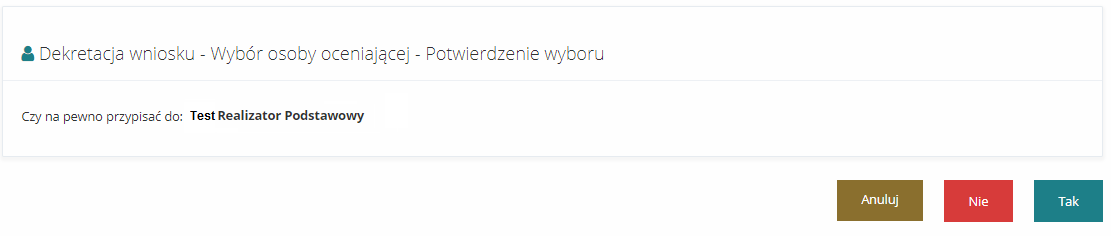 Dekretacja wniosku - Wybór osoby oceniającej - Potwierdzenie wyboru
Czy na pewno przypisać do: Test Realizator Podstawowy
Anuluj Nie Tak